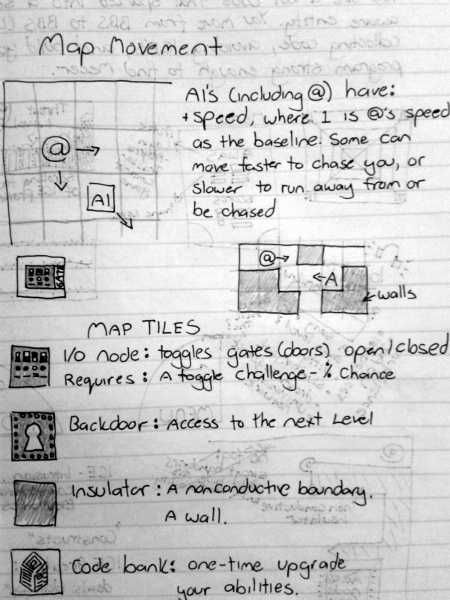 Map Movement
AI's (including @) have:
+speed, where 1 is @'s speed
as the baseline. Some can
move faster to chase you, or
slower to run away from or
be chased
@
AI
GATE
@
A
walls
MAP TILES
I/O node: toggles gates (doors) open/closed
Requires: A toggle challenge - % Chance
Backdoor: Access to the next Level
Insulator: A nonconductive boundary.
A wall.
Code bank: one-time upgrade
your abilities.